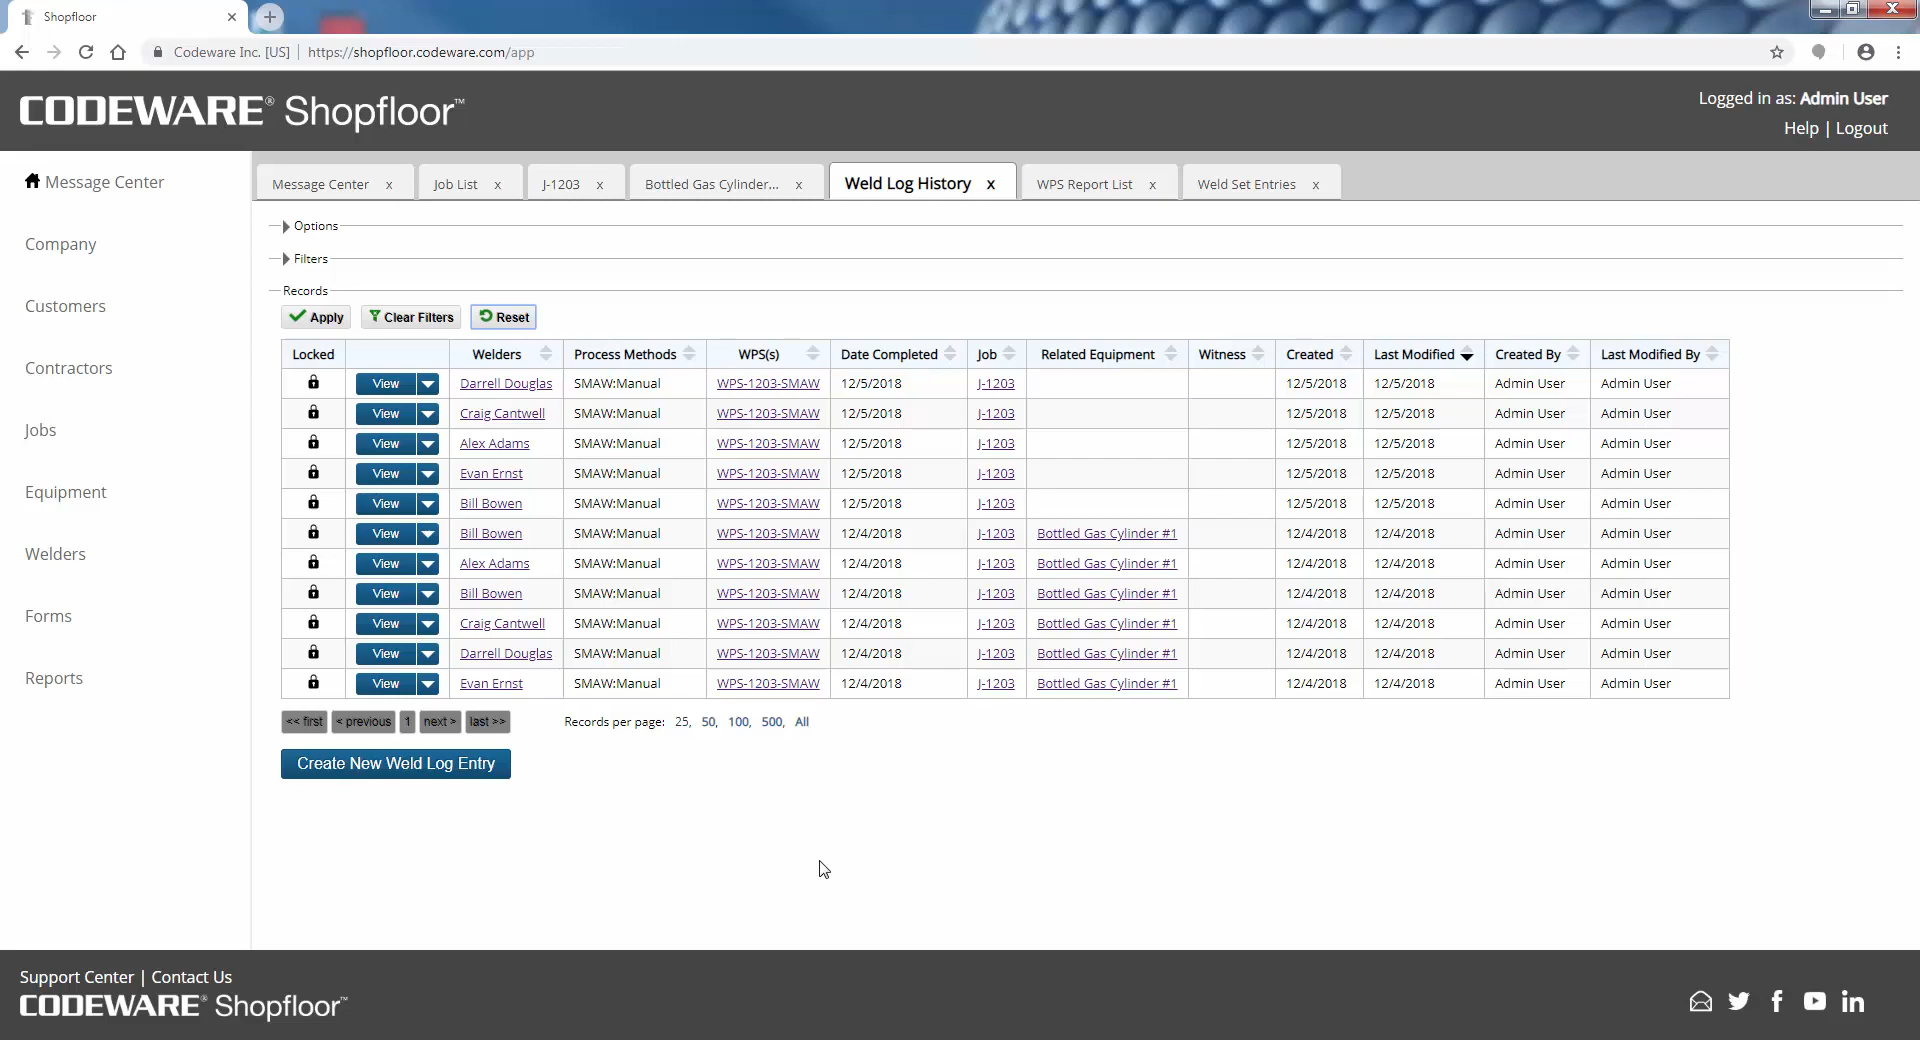 Shopfloor
Codeware Inc. [US] | https://shopfloor.codeware.com/app
CODEWARE® Shopfloor™
Logged in as: Admin User
Help | Logout
Message Center
Company
Customers
Contractors
Jobs
Equipment
Welders
Forms
Reports
Message Center x Job List x J-1203 x Bottled Gas Cylinder... x Weld Log History x WPS Report List x Weld Set Entries x
Options
Filters
Records
Apply Clear Filters Reset
Locked Welders Process Methods WPS(s) Date Completed Job Related Equipment Witness Created Last Modified Created By Last Modified By
View Darrell Douglas SMAW:Manual WPS-1203-SMAW 12/5/2018 J-1203 12/5/2018 12/5/2018 Admin User Admin User
View Craig Cantwell SMAW:Manual WPS-1203-SMAW 12/5/2018 J-1203 12/5/2018 12/5/2018 Admin User Admin User
View Alex Adams SMAW:Manual WPS-1203-SMAW 12/5/2018 J-1203 12/5/2018 12/5/2018 Admin User Admin User
View Evan Ernst SMAW:Manual WPS-1203-SMAW 12/5/2018 J-1203 12/5/2018 12/5/2018 Admin User Admin User
View Bill Bowen SMAW:Manual WPS-1203-SMAW 12/5/2018 J-1203 12/5/2018 12/5/2018 Admin User Admin User
View Bill Bowen SMAW:Manual WPS-1203-SMAW 12/4/2018 J-1203 Bottled Gas Cylinder #1 12/4/2018 12/4/2018 Admin User Admin User
View Alex Adams SMAW:Manual WPS-1203-SMAW 12/4/2018 J-1203 Bottled Gas Cylinder #1 12/4/2018 12/4/2018 Admin User Admin User
View Bill Bowen SMAW:Manual WPS-1203-SMAW 12/4/2018 J-1203 Bottled Gas Cylinder #1 12/4/2018 12/4/2018 Admin User Admin User
View Craig Cantwell SMAW:Manual WPS-1203-SMAW 12/4/2018 J-1203 Bottled Gas Cylinder #1 12/4/2018 12/4/2018 Admin User Admin User
View Darrell Douglas SMAW:Manual WPS-1203-SMAW 12/4/2018 J-1203 Bottled Gas Cylinder #1 12/4/2018 12/4/2018 Admin User Admin User
View Evan Ernst SMAW:Manual WPS-1203-SMAW 12/4/2018 J-1203 Bottled Gas Cylinder #1 12/4/2018 12/4/2018 Admin User Admin User
<< first < previous 1 next > last >> Records per page: 25, 50, 100, 500, All
Create New Weld Log Entry
Support Center | Contact Us
CODEWARE® Shopfloor™